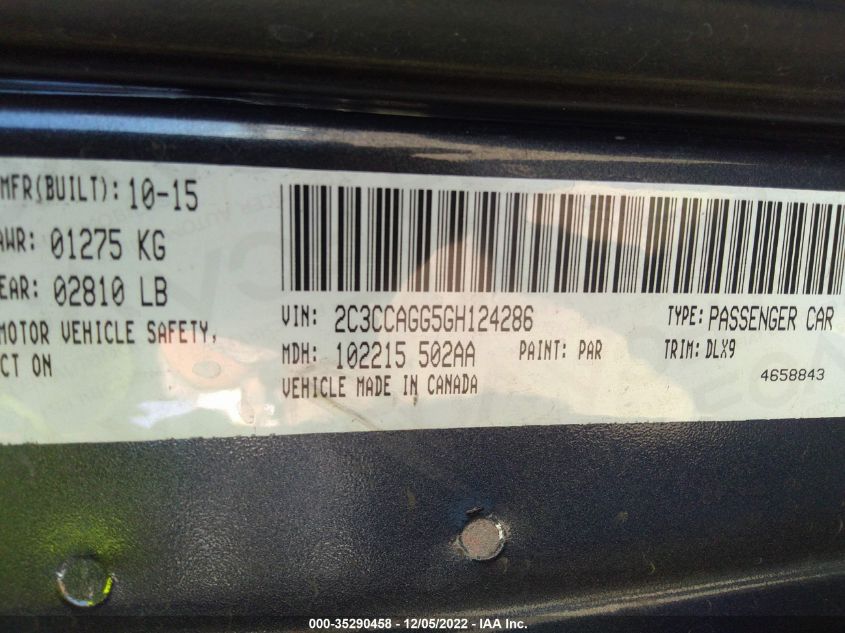 MFR(BUILT): 10-15
AWR: 01275 KG
EAR: 02810 LB
MOTOR VEHICLE SAFETY,
CT ON
VIN: 2C3CCAGG5GH124286 TYPE: PASSENGER CAR
MDH: 102215 502AA PAINT: PAR TRIM: DLX9
VEHICLE MADE IN CANADA 4658843
000-35290458 - 12/05/2022 - IAA Inc.